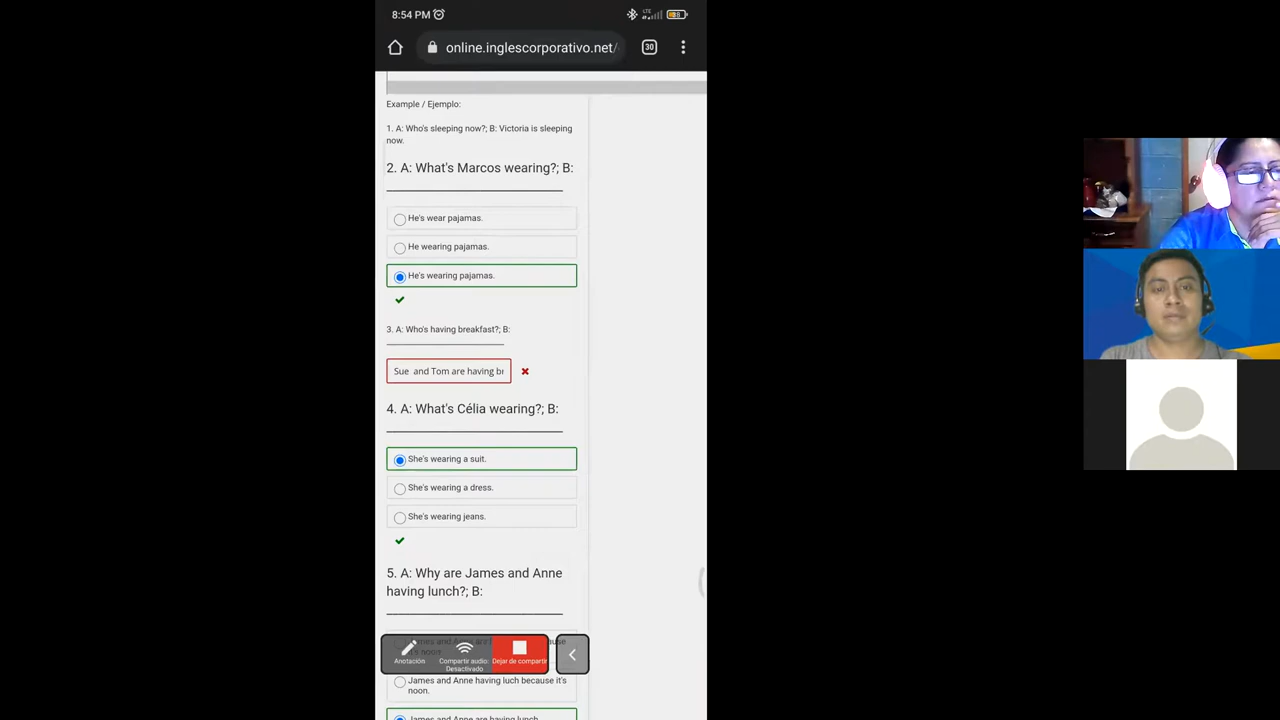 8:54 PM
LTE
online.inglescorporativo.net/
30
Example / Ejemplo:
1. A: Who's sleeping now?; B: Victoria is sleeping
now.
2. A: What's Marcos wearing?; B:
He's wear pajamas.
He wearing pajamas.
He's wearing pajamas.
3. A: Who's having breakfast?; B:
Sue  and Tom are having br
4. A: What's Célia wearing?; B:
She's wearing a suit.
She's wearing a dress.
She's wearing jeans.
5. A: Why are James and Anne
having lunch?; B:
Anotación
Compartir audio:
Desactivado
Dejar de compartir
James and Anne having luch because it's
noon.
James and Anne are having lunch